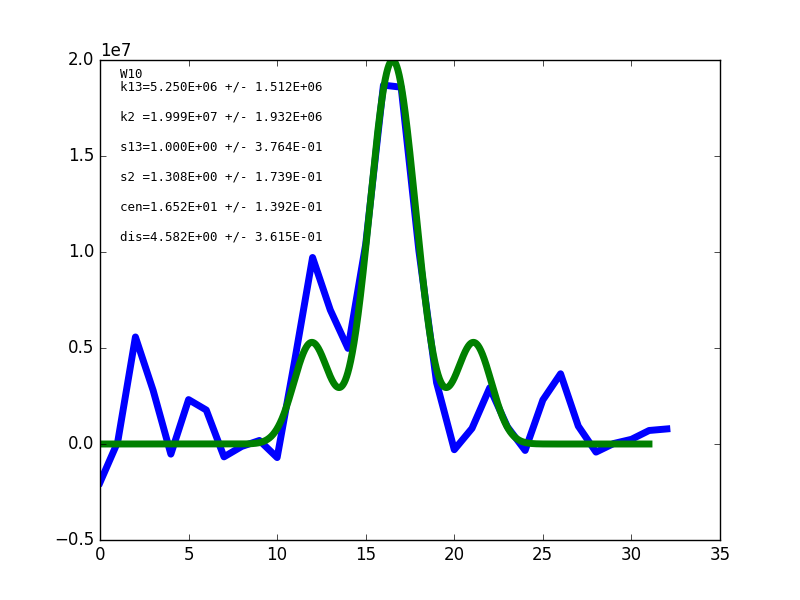 1e7
2.0
1.5
1.0
0.5
0.0
−0.5
W10
k13=5.250E+06 +/- 1.512E+06
k2 =1.999E+07 +/- 1.932E+06
s13=1.000E+00 +/- 3.764E-01
s2 =1.308E+00 +/- 1.739E-01
cen=1.652E+01 +/- 1.392E-01
dis=4.582E+00 +/- 3.615E-01
0 5 10 15 20 25 30 35